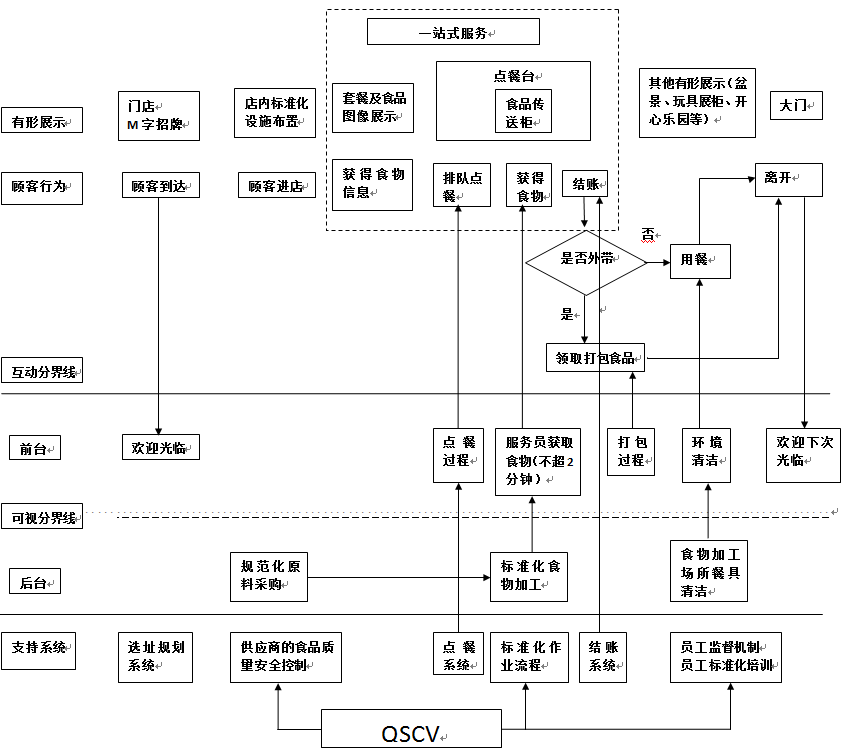 一站式服务
点餐台
食品传
送柜
其他有形展示（盆
景、玩具展柜、开
心乐园等）
大门
有形展示
门店
M 字招牌
店内标准化
设施布置
套餐及食品
图像展示
顾客行为
顾客到达
顾客进店
获得食物
信息
排队点
餐
获得
食物
结账
离开
是否外带
否
用餐
是
领取打包食品
互动分界线
前台
欢迎光临
点餐
过程
服务员获取
食物（不超 2
分钟）
打包
过程
环境
清洁
欢迎下次
光临
可视分界线
后台
规范化原
料采购
标准化食
物加工
食物加工
场所餐具
清洁
支持系统
选址规划
系统
供应商的食品质
量安全控制
点餐
系统
标准化作
业流程
结账
系统
员工监督机制
员工标准化培训
QSCV